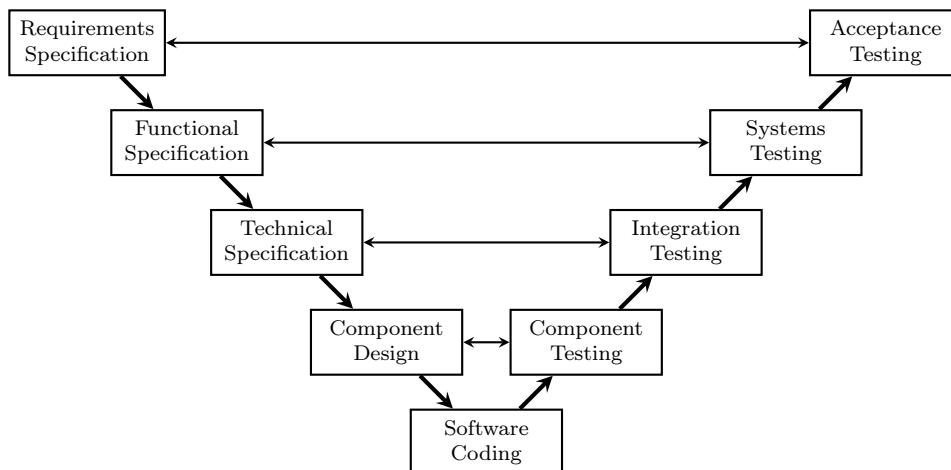 Requirements
Specification
Acceptance
Testing
Functional
Specification
Systems
Testing
Technical
Specification
Integration
Testing
Component
Design
Component
Testing
Software
Coding